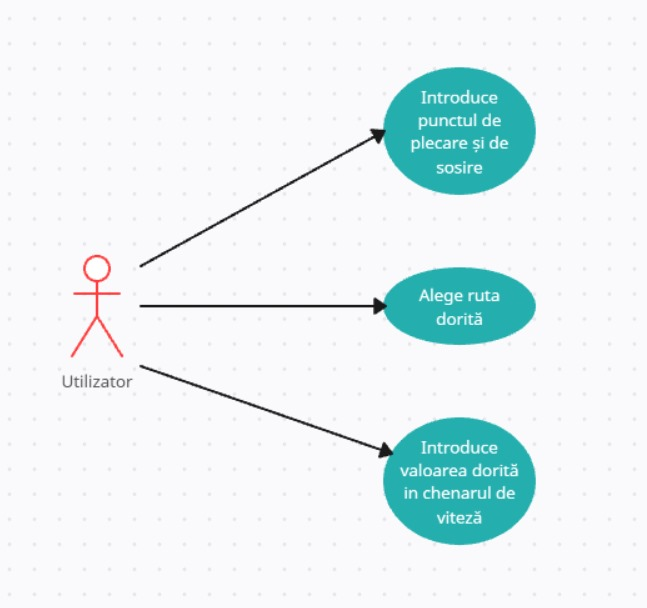 Introduce
punctul de
plecare și de
sosire
Alege ruta
dorită
Utilizator
Introduce
valoarea dorită
in chenarul de
viteză